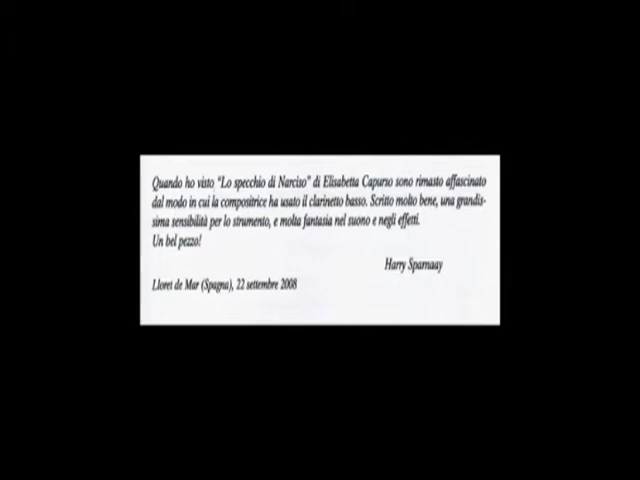 Quando ho visto "Lo specchio di Narciso" di Elisabetta Capurso sono rimasto affascinato
dal modo in cui la compositrice ha usato il clarinetto basso. Scritto molto bene, una grandis-
sima sensibilità per lo strumento, e molta fantasia nel suono e negli effetti.
Un bel pezzo!
Harry Sparnaay
Lloret de Mar (Spagna), 22 settembre 2008